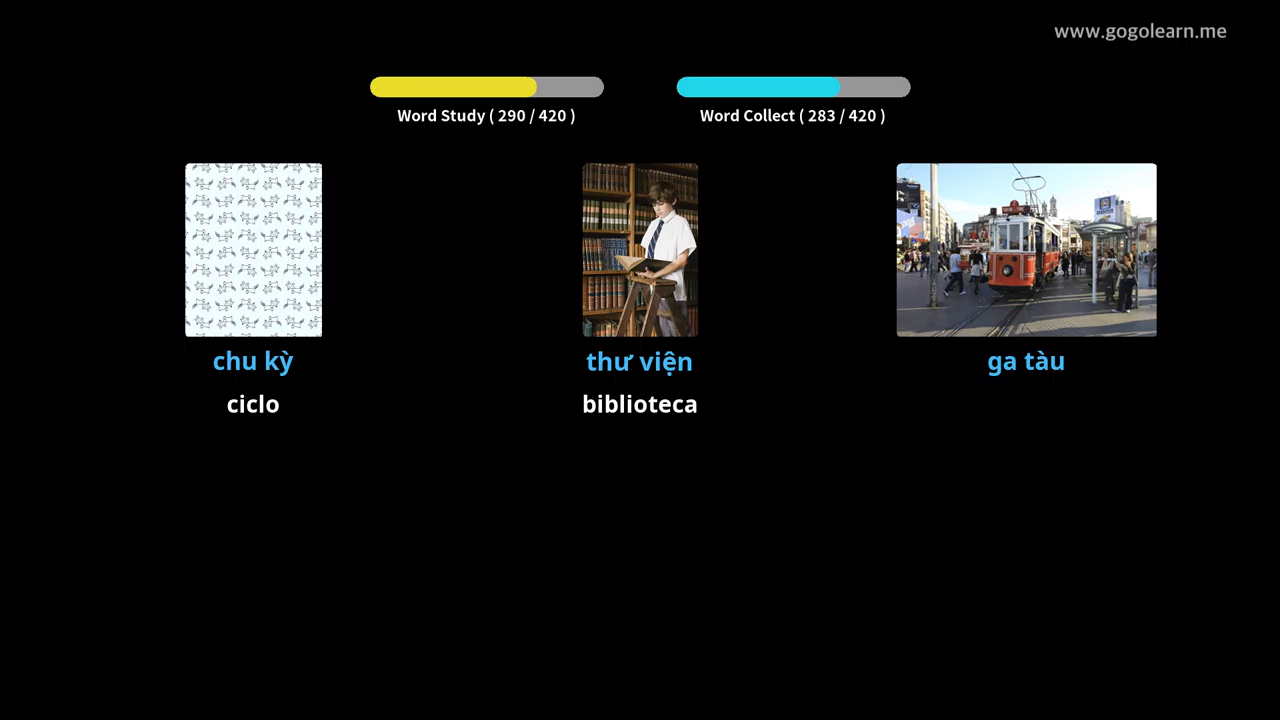 www.gogolearn.me
Word Study ( 290 / 420 )
Word Collect ( 283 / 420 )
chu kỳ
thư viện
ga tàu
ciclo
biblioteca